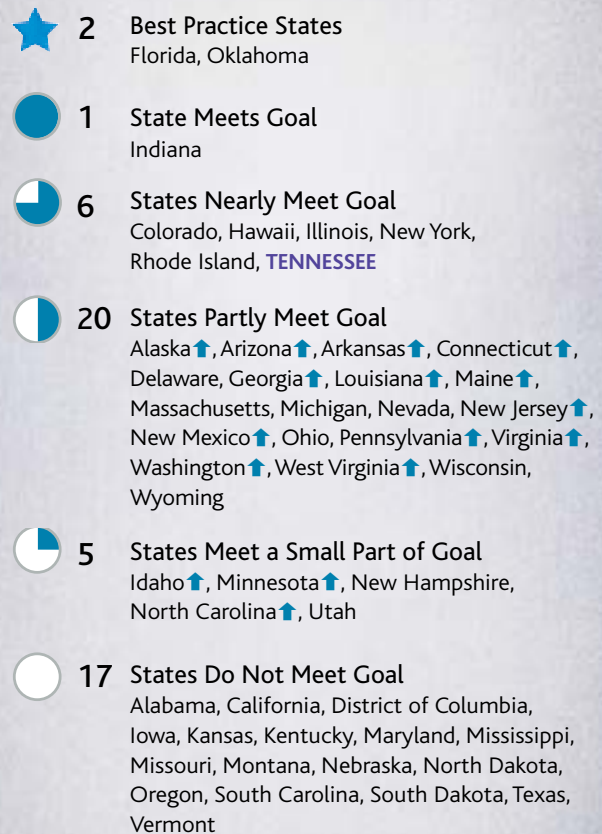 2 Best Practice States
Florida, Oklahoma
1 State Meets Goal
Indiana
6 States Nearly Meet Goal
Colorado, Hawaii, Illinois, New York,
Rhode Island, TENNESSEE
20 States Partly Meet Goal
Alaska⬆, Arizona⬆, Arkansas⬆, Connecticut⬆,
Delaware, Georgia⬆, Louisiana⬆, Maine⬆,
Massachusetts, Michigan, Nevada, New Jersey⬆,
New Mexico⬆, Ohio, Pennsylvania⬆, Virginia⬆,
Washington⬆, West Virginia⬆, Wisconsin,
Wyoming
5 States Meet a Small Part of Goal
Idaho⬆, Minnesota⬆, New Hampshire,
North Carolina⬆, Utah
17 States Do Not Meet Goal
Alabama, California, District of Columbia,
Iowa, Kansas, Kentucky, Maryland, Mississippi,
Missouri, Montana, Nebraska, North Dakota,
Oregon, South Carolina, South Dakota, Texas,
Vermont